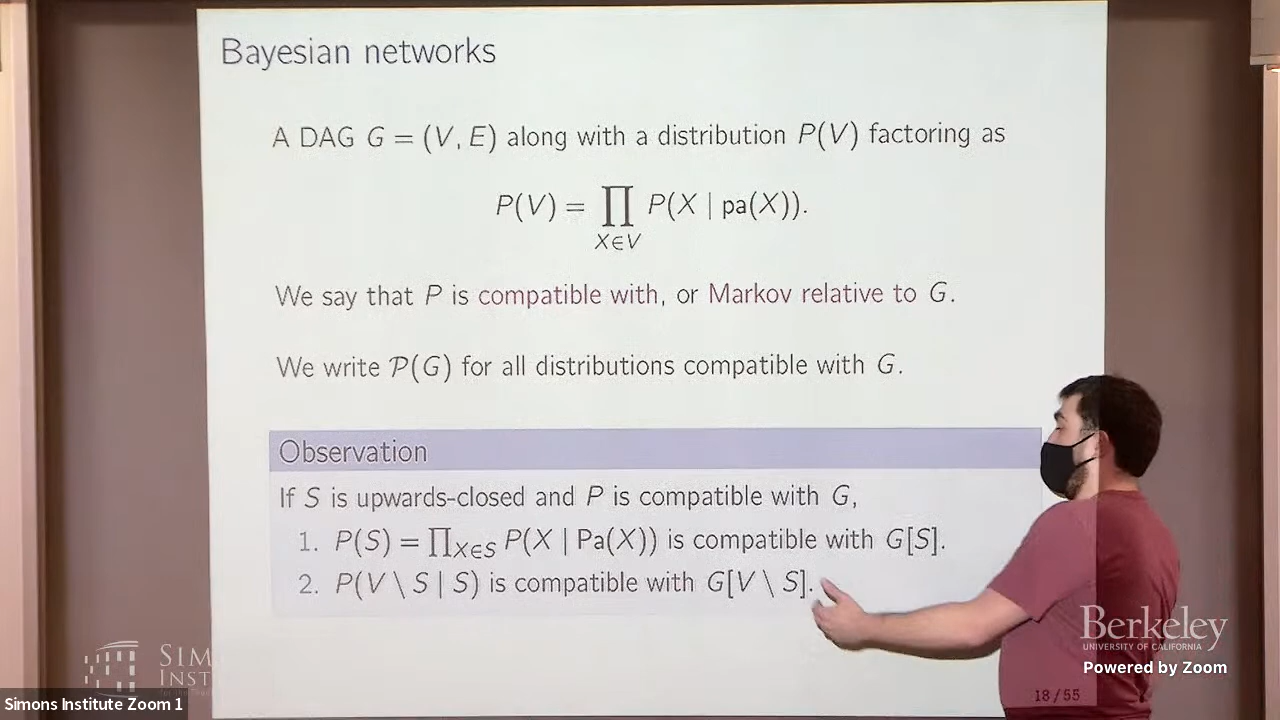 Bayesian networks
A DAG G = (V, E) along with a distribution P(V) factoring as
P(V) = ∏ P(X | pa(X)).
X∈V
We say that P is compatible with, or Markov relative to G.
We write 𝒫(G) for all distributions compatible with G.
Observation
If S is upwards-closed and P is compatible with G,
1. P(S) = ∏X∈S P(X | Pa(X)) is compatible with G[S].
2. P(V \ S | S) is compatible with G[V \ S].
Berkeley
UNIVERSITY OF CALIFORNIA
Powered by Zoom
18 / 55
Simons Institute Zoom 1